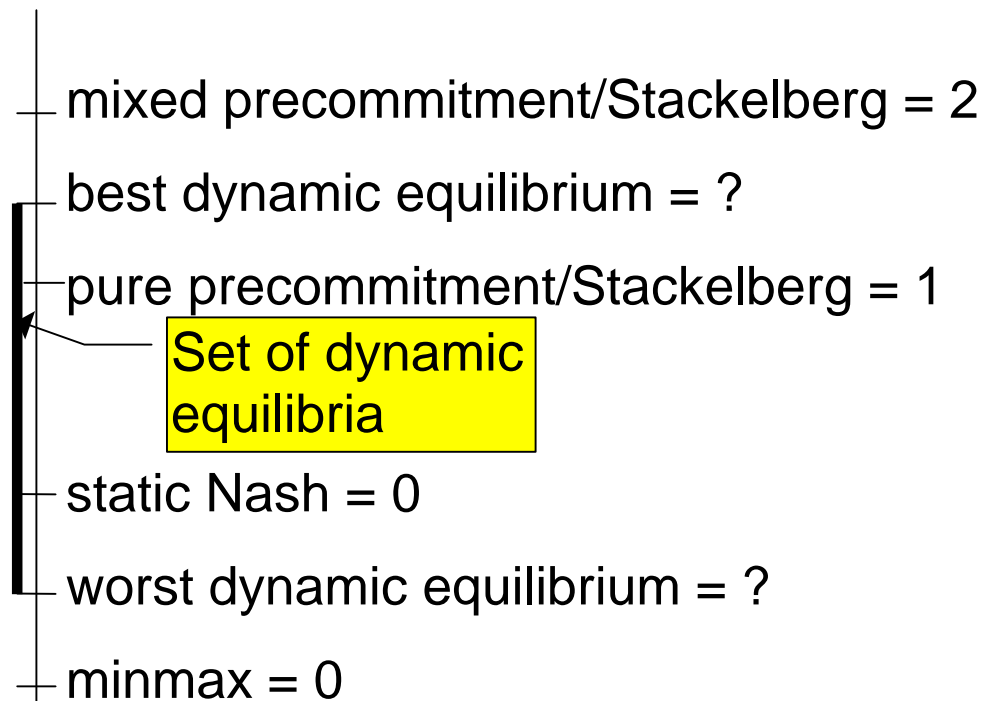 mixed precommitment/Stackelberg = 2
best dynamic equilibrium = ?
pure precommitment/Stackelberg = 1
Set of dynamic
equilibria
static Nash = 0
worst dynamic equilibrium = ?
minmax = 0